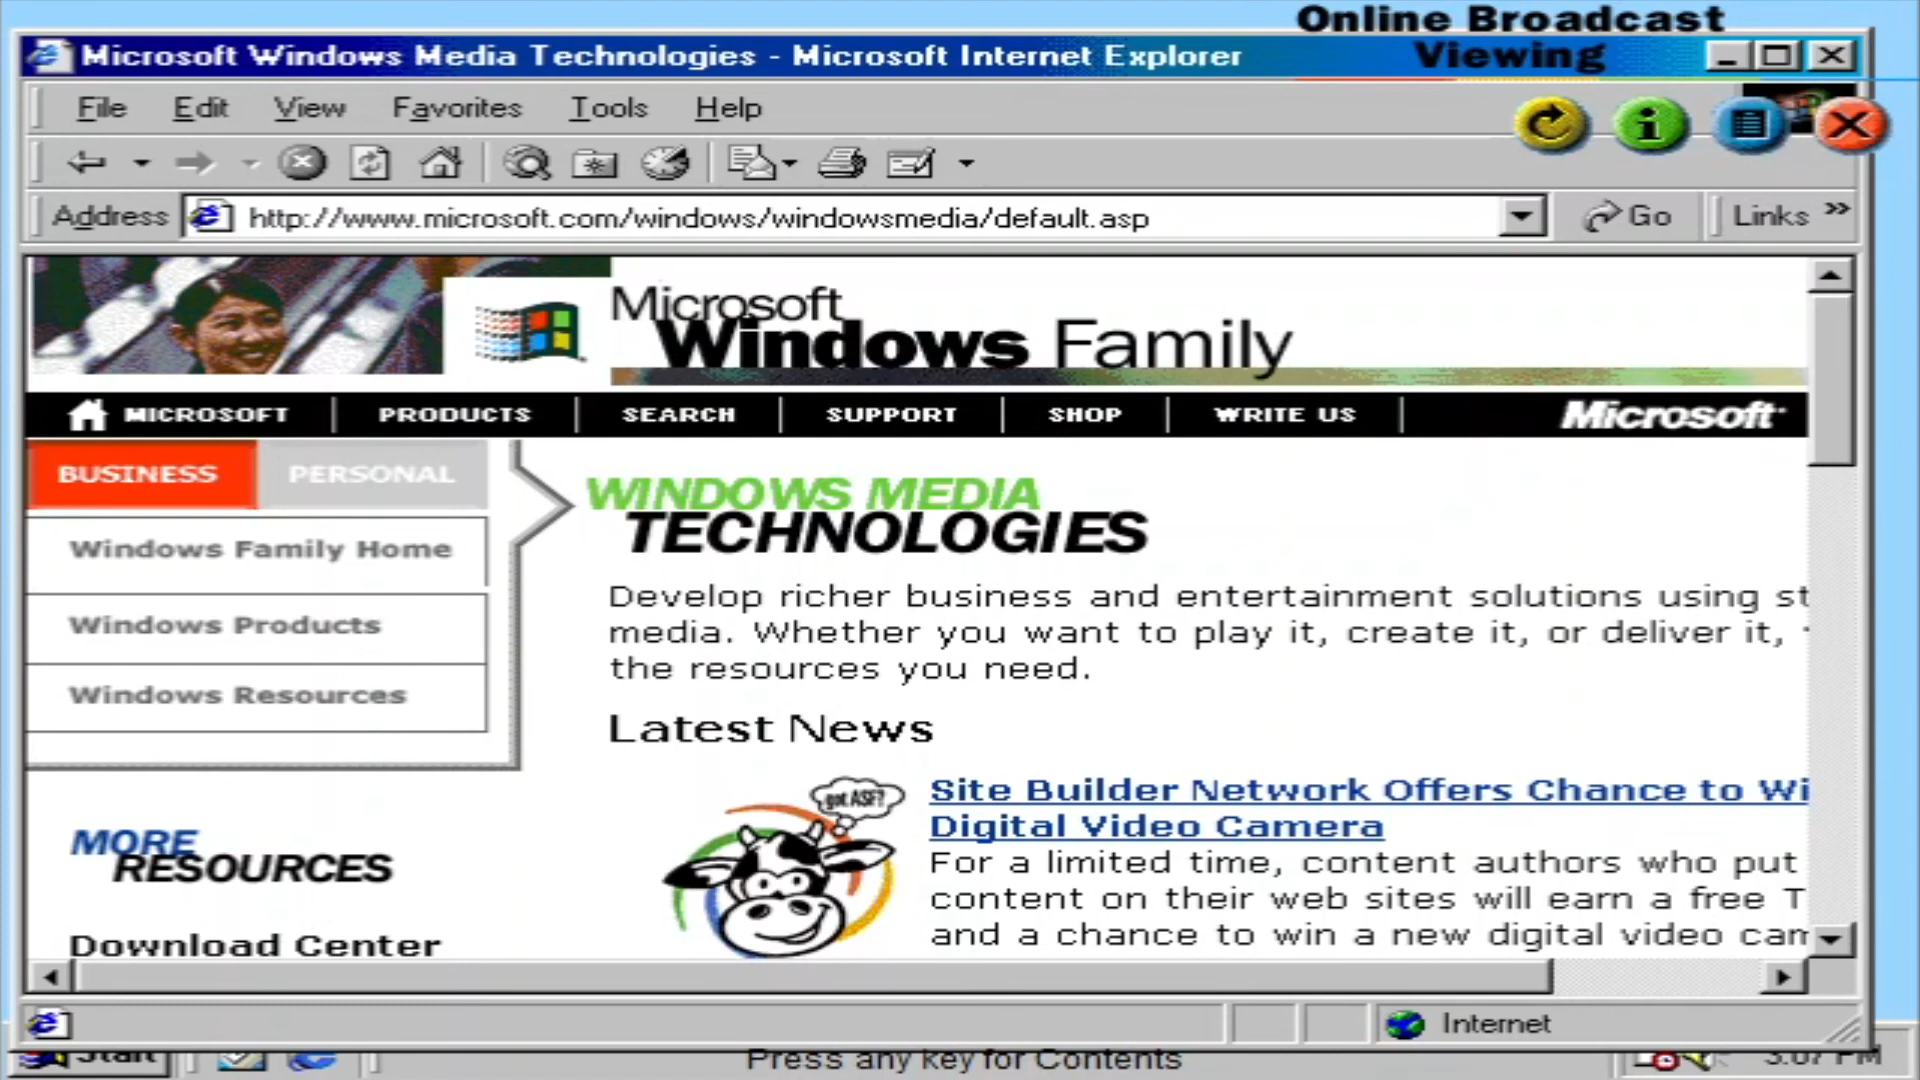 Online Broadcast
Viewing
Microsoft Windows Media Technologies - Microsoft Internet Explorer
File Edit View Favorites Tools Help
Address http://www.microsoft.com/windows/windowsmedia/default.asp Go Links »
Microsoft
Windows Family
MICROSOFT PRODUCTS SEARCH SUPPORT SHOP WRITE US Microsoft
BUSINESS PERSONAL
Windows Family Home
Windows Products
Windows Resources
MORE
RESOURCES
Download Center
WINDOWS MEDIA
TECHNOLOGIES
Develop richer business and entertainment solutions using st
media. Whether you want to play it, create it, or deliver it,
the resources you need.
Latest News
got ASF?
Site Builder Network Offers Chance to Wi
Digital Video Camera
For a limited time, content authors who put
content on their web sites will earn a free T
and a chance to win a new digital video cam
Internet
Start Press any key for Contents 3:07 PM